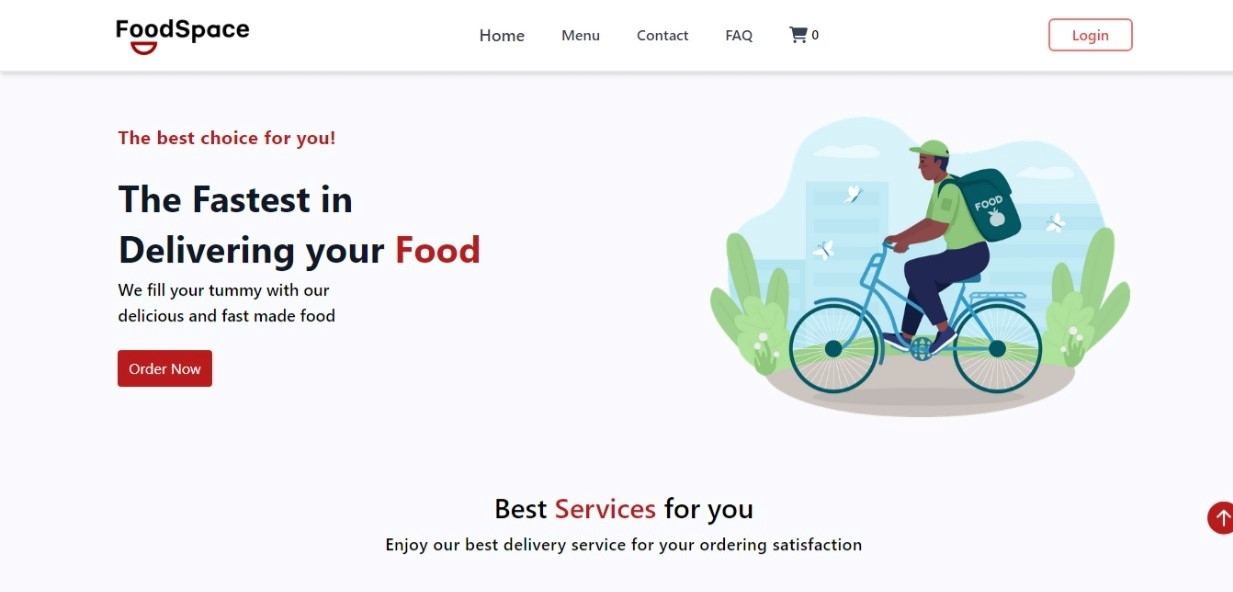 FoodSpace
Home Menu Contact FAQ 0
Login
The best choice for you!
The Fastest in
Delivering your Food
We fill your tummy with our
delicious and fast made food
Order Now
FOOD
Best Services for you
Enjoy our best delivery service for your ordering satisfaction